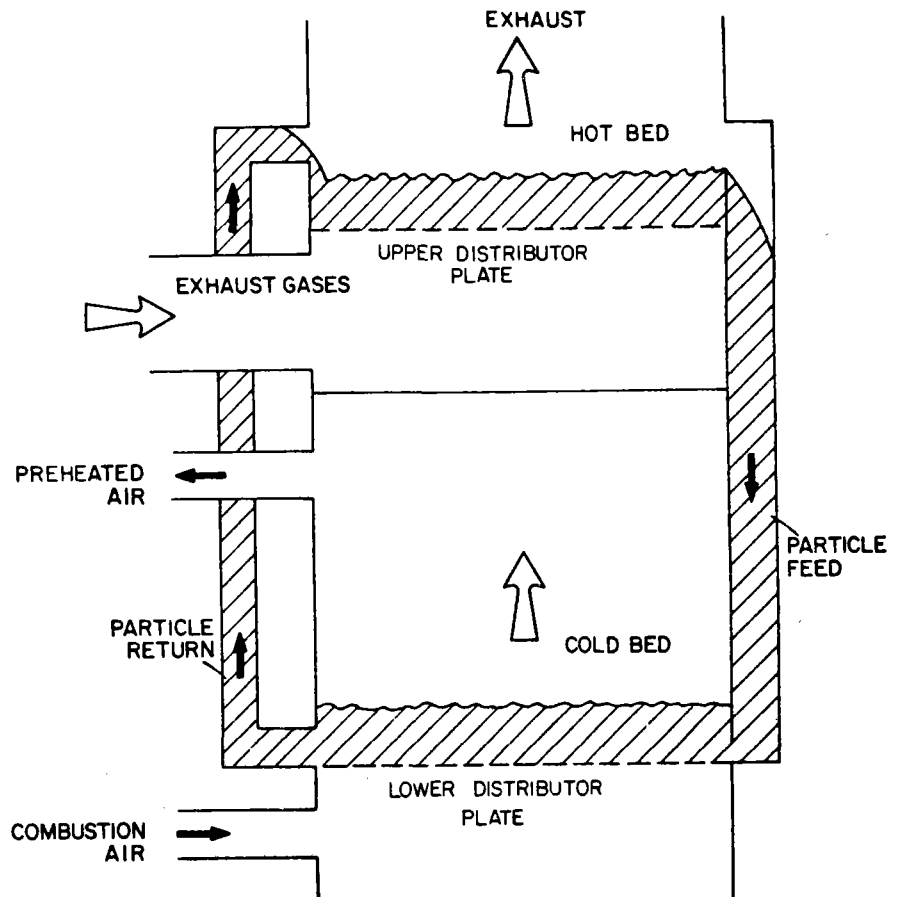 EXHAUST
HOT BED
UPPER DISTRIBUTOR
PLATE
EXHAUST GASES
PREHEATED
AIR
PARTICLE
FEED
PARTICLE
RETURN
COLD BED
LOWER DISTRIBUTOR
PLATE
COMBUSTION
AIR